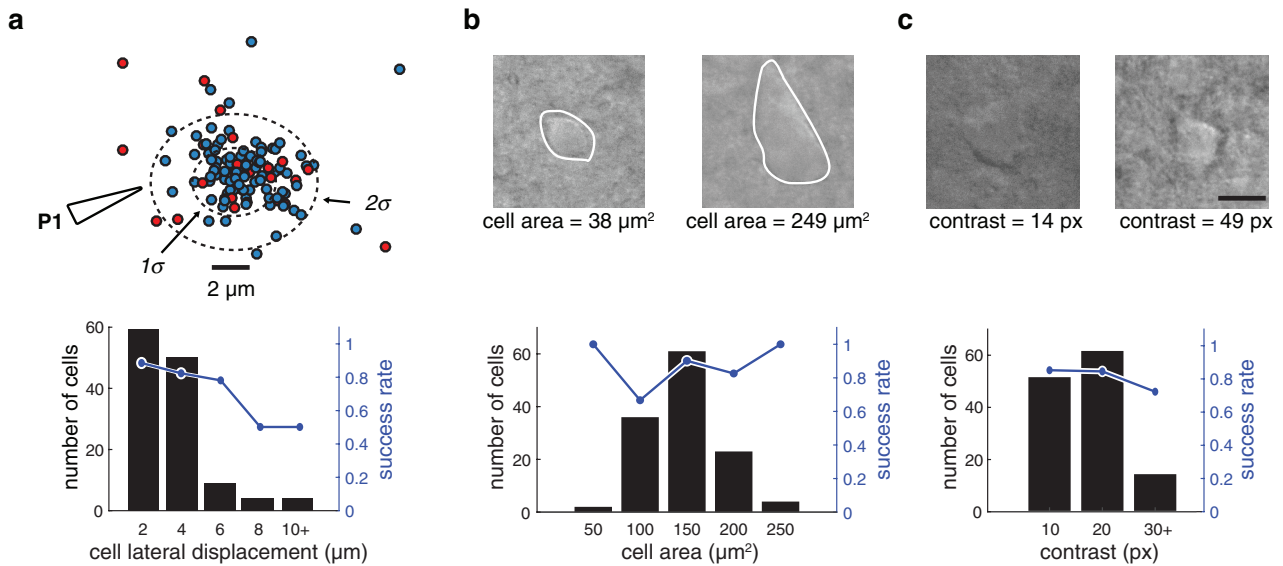 a
P1
1σ
2σ
2 µm
60
40
20
0
number of cells
1
0.8
0.6
0.4
0.2
0
success rate
2 4 6 8 10+
cell lateral displacement (µm)
b
cell area = 38 µm²
cell area = 249 µm²
60
40
20
0
number of cells
1
0.8
0.6
0.4
0.2
0
success rate
50 100 150 200 250
cell area (µm²)
c
contrast = 14 px
contrast = 49 px
60
40
20
0
number of cells
1
0.8
0.6
0.4
0.2
0
success rate
10 20 30+
contrast (px)